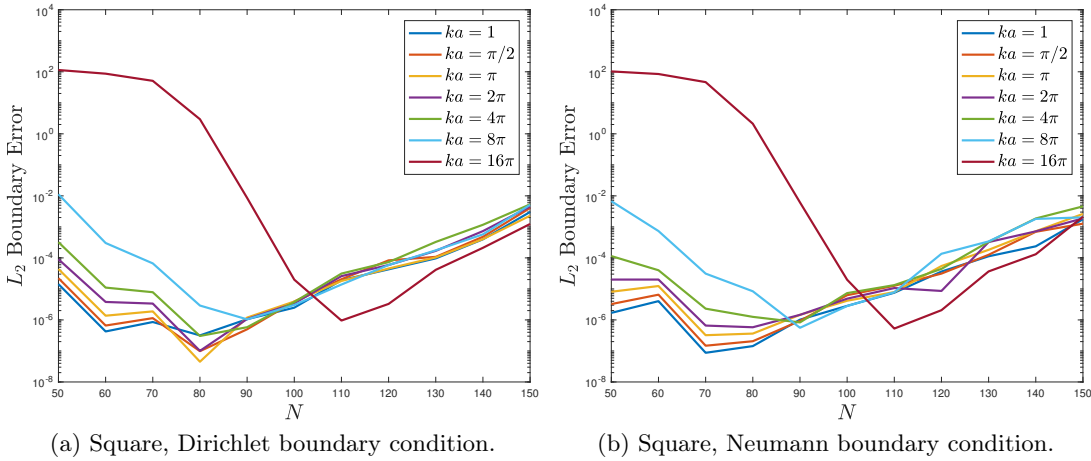 10^4
10^2
10^0
10^-2
10^-4
10^-6
10^-8
L_2 Boundary Error
50 60 70 80 90 100 110 120 130 140 150
N
ka = 1
ka = π/2
ka = π
ka = 2π
ka = 4π
ka = 8π
ka = 16π
(a) Square, Dirichlet boundary condition.
10^4
10^2
10^0
10^-2
10^-4
10^-6
10^-8
L_2 Boundary Error
50 60 70 80 90 100 110 120 130 140 150
N
ka = 1
ka = π/2
ka = π
ka = 2π
ka = 4π
ka = 8π
ka = 16π
(b) Square, Neumann boundary condition.